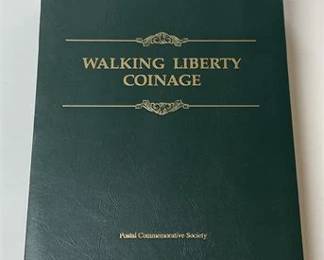 WALKING LIBERTY
COINAGE
Postal Commemorative Society